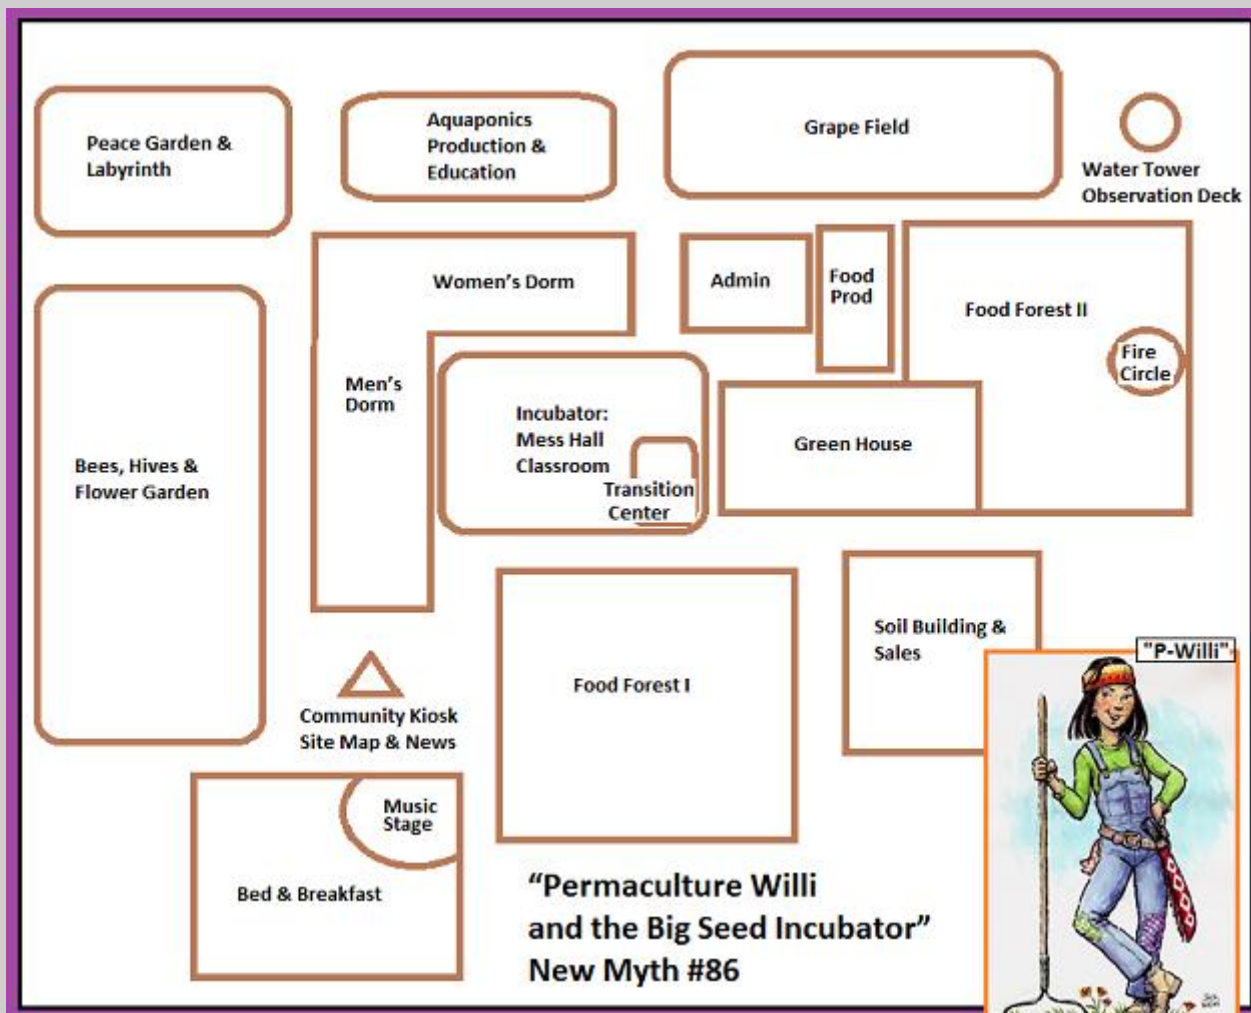 Peace Garden &
Labyrinth
Aquaponics
Production &
Education
Grape Field
Water Tower
Observation Deck
Women's Dorm
Admin
Food
Prod
Food Forest II
Fire
Circle
Men's
Dorm
Incubator:
Mess Hall
Classroom
Transition
Center
Green House
Bees, Hives &
Flower Garden
Food Forest I
Soil Building &
Sales
"P-Willi"
Community Kiosk
Site Map & News
Music
Stage
Bed & Breakfast
“Permaculture Willi
and the Big Seed Incubator”
New Myth #86